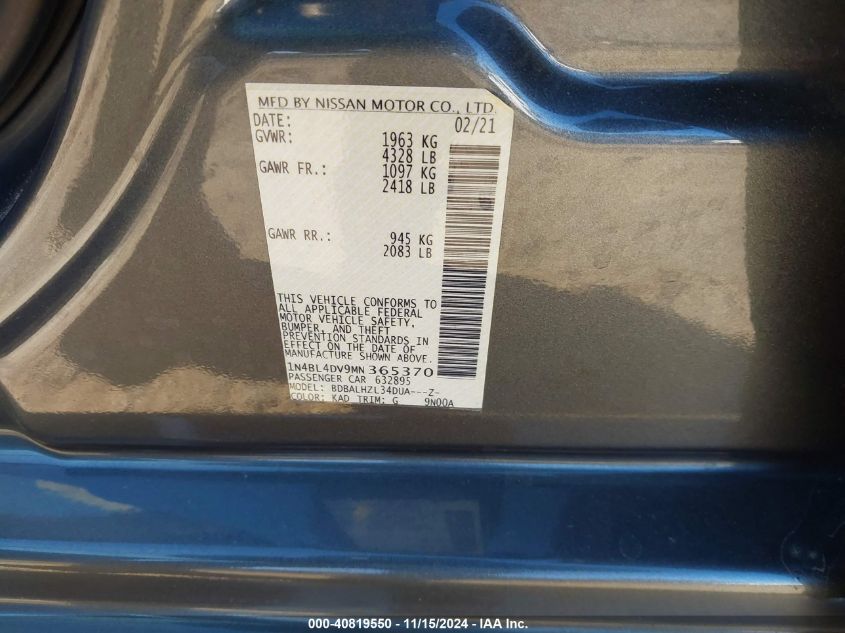 MFD BY NISSAN MOTOR CO., LTD.
DATE: 02/21
GVWR: 1963 KG
4328 LB
GAWR FR.: 1097 KG
2418 LB
GAWR RR.: 945 KG
2083 LB
THIS VEHICLE CONFORMS TO
ALL APPLICABLE FEDERAL
MOTOR VEHICLE SAFETY,
BUMPER, AND THEFT
PREVENTION STANDARDS IN
EFFECT ON THE DATE OF
MANUFACTURE SHOWN ABOVE.
1N4BL4DV9MN365370
PASSENGER CAR 632895
MODEL: BDBALHZL34DUA---Z-
COLOR: KAD TRIM: G 9N00A
000-40819550 - 11/15/2024 - IAA Inc.